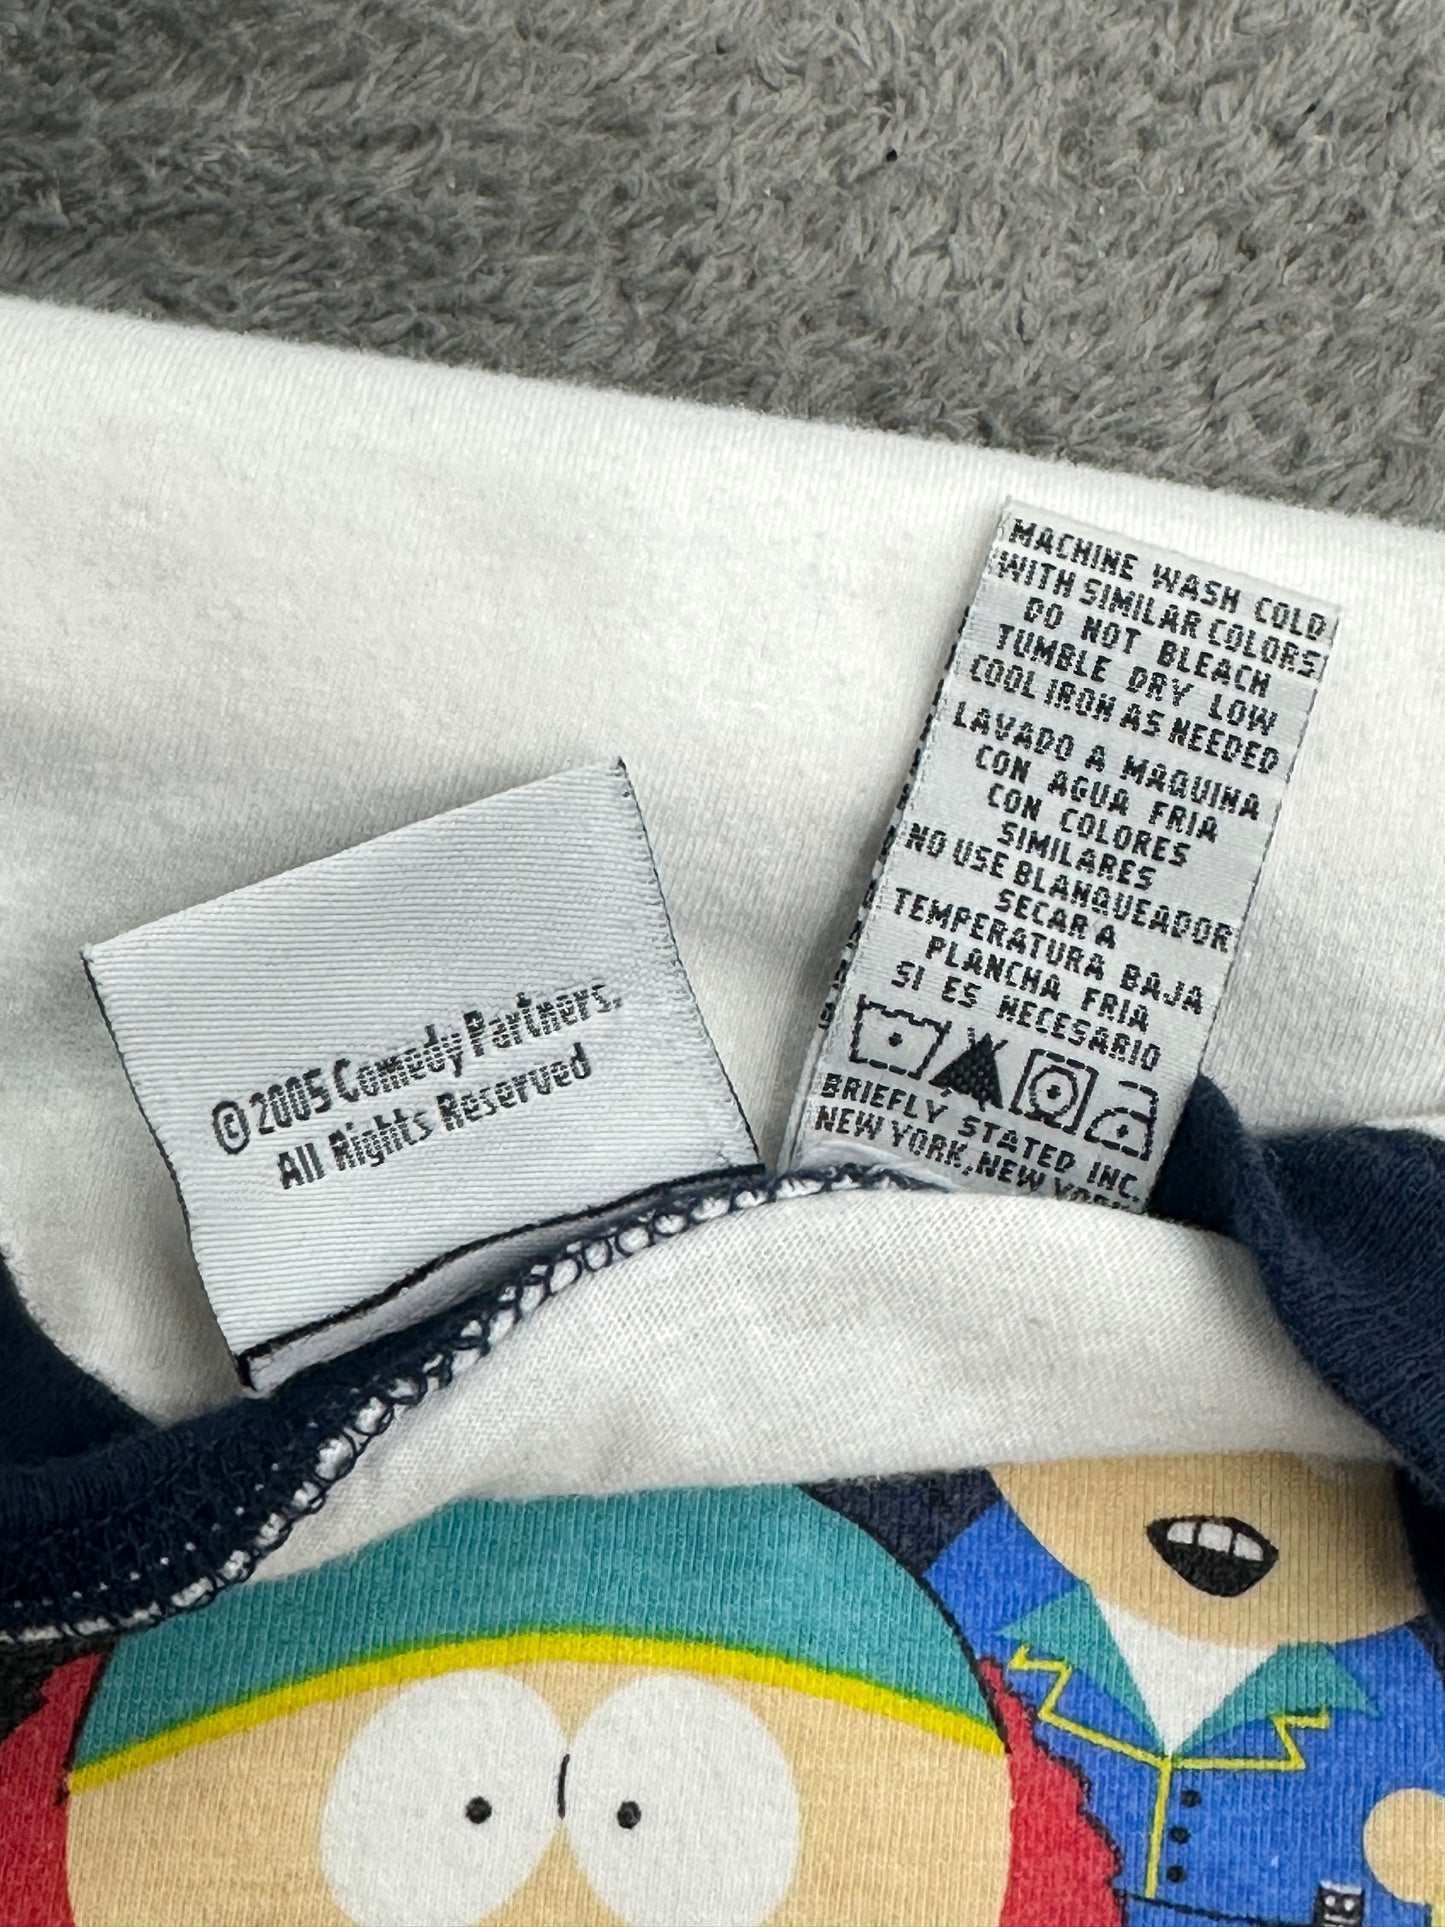 © 2005 Comedy Partners.
All Rights Reserved
MACHINE WASH COLD
WITH SIMILAR COLORS
DO NOT BLEACH
TUMBLE DRY LOW
COOL IRON AS NEEDED
LAVADO A MAQUINA
CON AGUA FRIA
CON COLORES
SIMILARES
NO USE BLANQUEADOR
SECAR A
TEMPERATURA BAJA
PLANCHA FRIA
SI ES NECESARIO
BRIEFLY STATED INC.
NEW YORK, NEW YORK